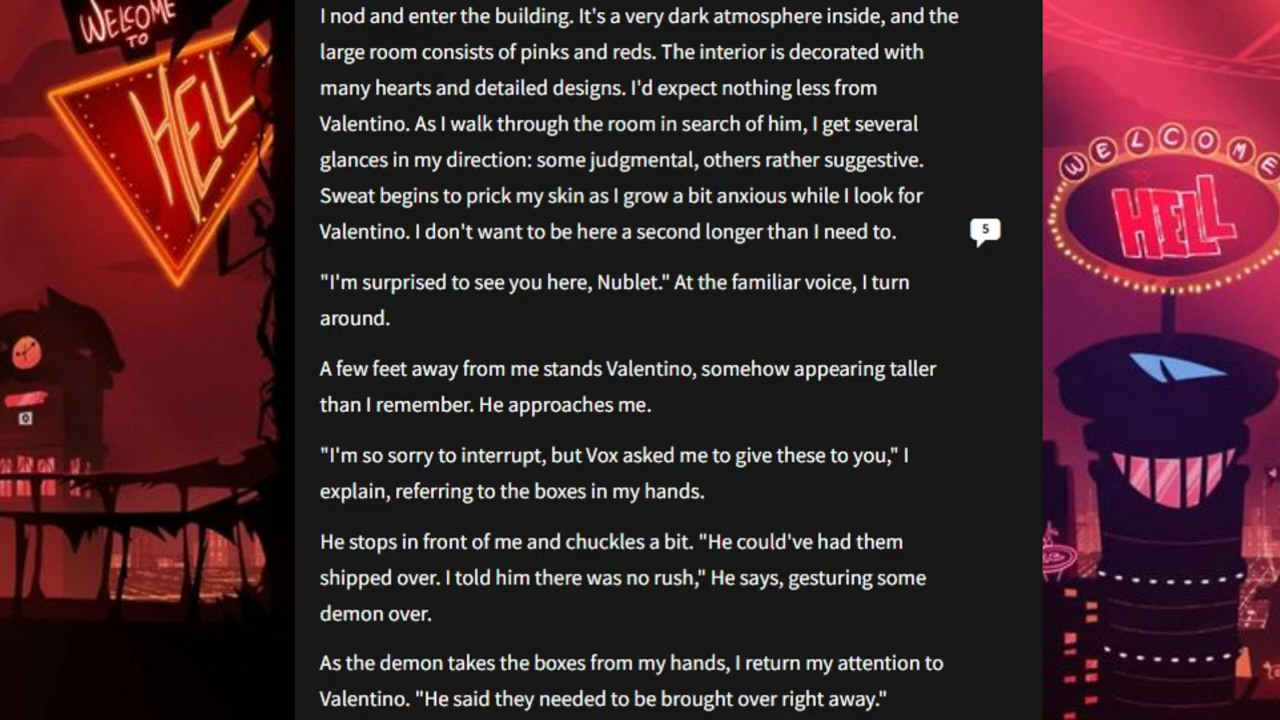 WELCOME
TO
HELL
I nod and enter the building. It's a very dark atmosphere inside, and the
large room consists of pinks and reds. The interior is decorated with
many hearts and detailed designs. I'd expect nothing less from
Valentino. As I walk through the room in search of him, I get several
glances in my direction: some judgmental, others rather suggestive.
Sweat begins to prick my skin as I grow a bit anxious while I look for
Valentino. I don't want to be here a second longer than I need to.
5
"I'm surprised to see you here, Nublet." At the familiar voice, I turn
around.
A few feet away from me stands Valentino, somehow appearing taller
than I remember. He approaches me.
"I'm so sorry to interrupt, but Vox asked me to give these to you," I
explain, referring to the boxes in my hands.
He stops in front of me and chuckles a bit. "He could've had them
shipped over. I told him there was no rush," He says, gesturing some
demon over.
As the demon takes the boxes from my hands, I return my attention to
Valentino. "He said they needed to be brought over right away."
WELCOME
HELL